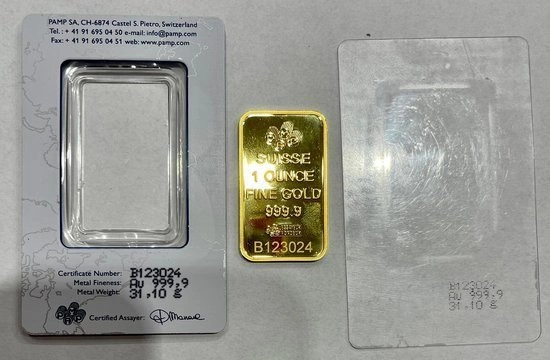 PAMP SA, CH-6874 Castel S. Pietro, Switzerland
Tel.: + 41 91 695 04 50 e-mail: info@pamp.com
Fax: + 41 91 695 04 51 web: www.pamp.com
Certificate Number: B123024
Metal Fineness: Au 999,9
Metal Weight: 31,10 g
Certified Assayer:
SUISSE
1 OUNCE
FINE GOLD
999.9
B123024
B123024
Au 999,9
31,10 g